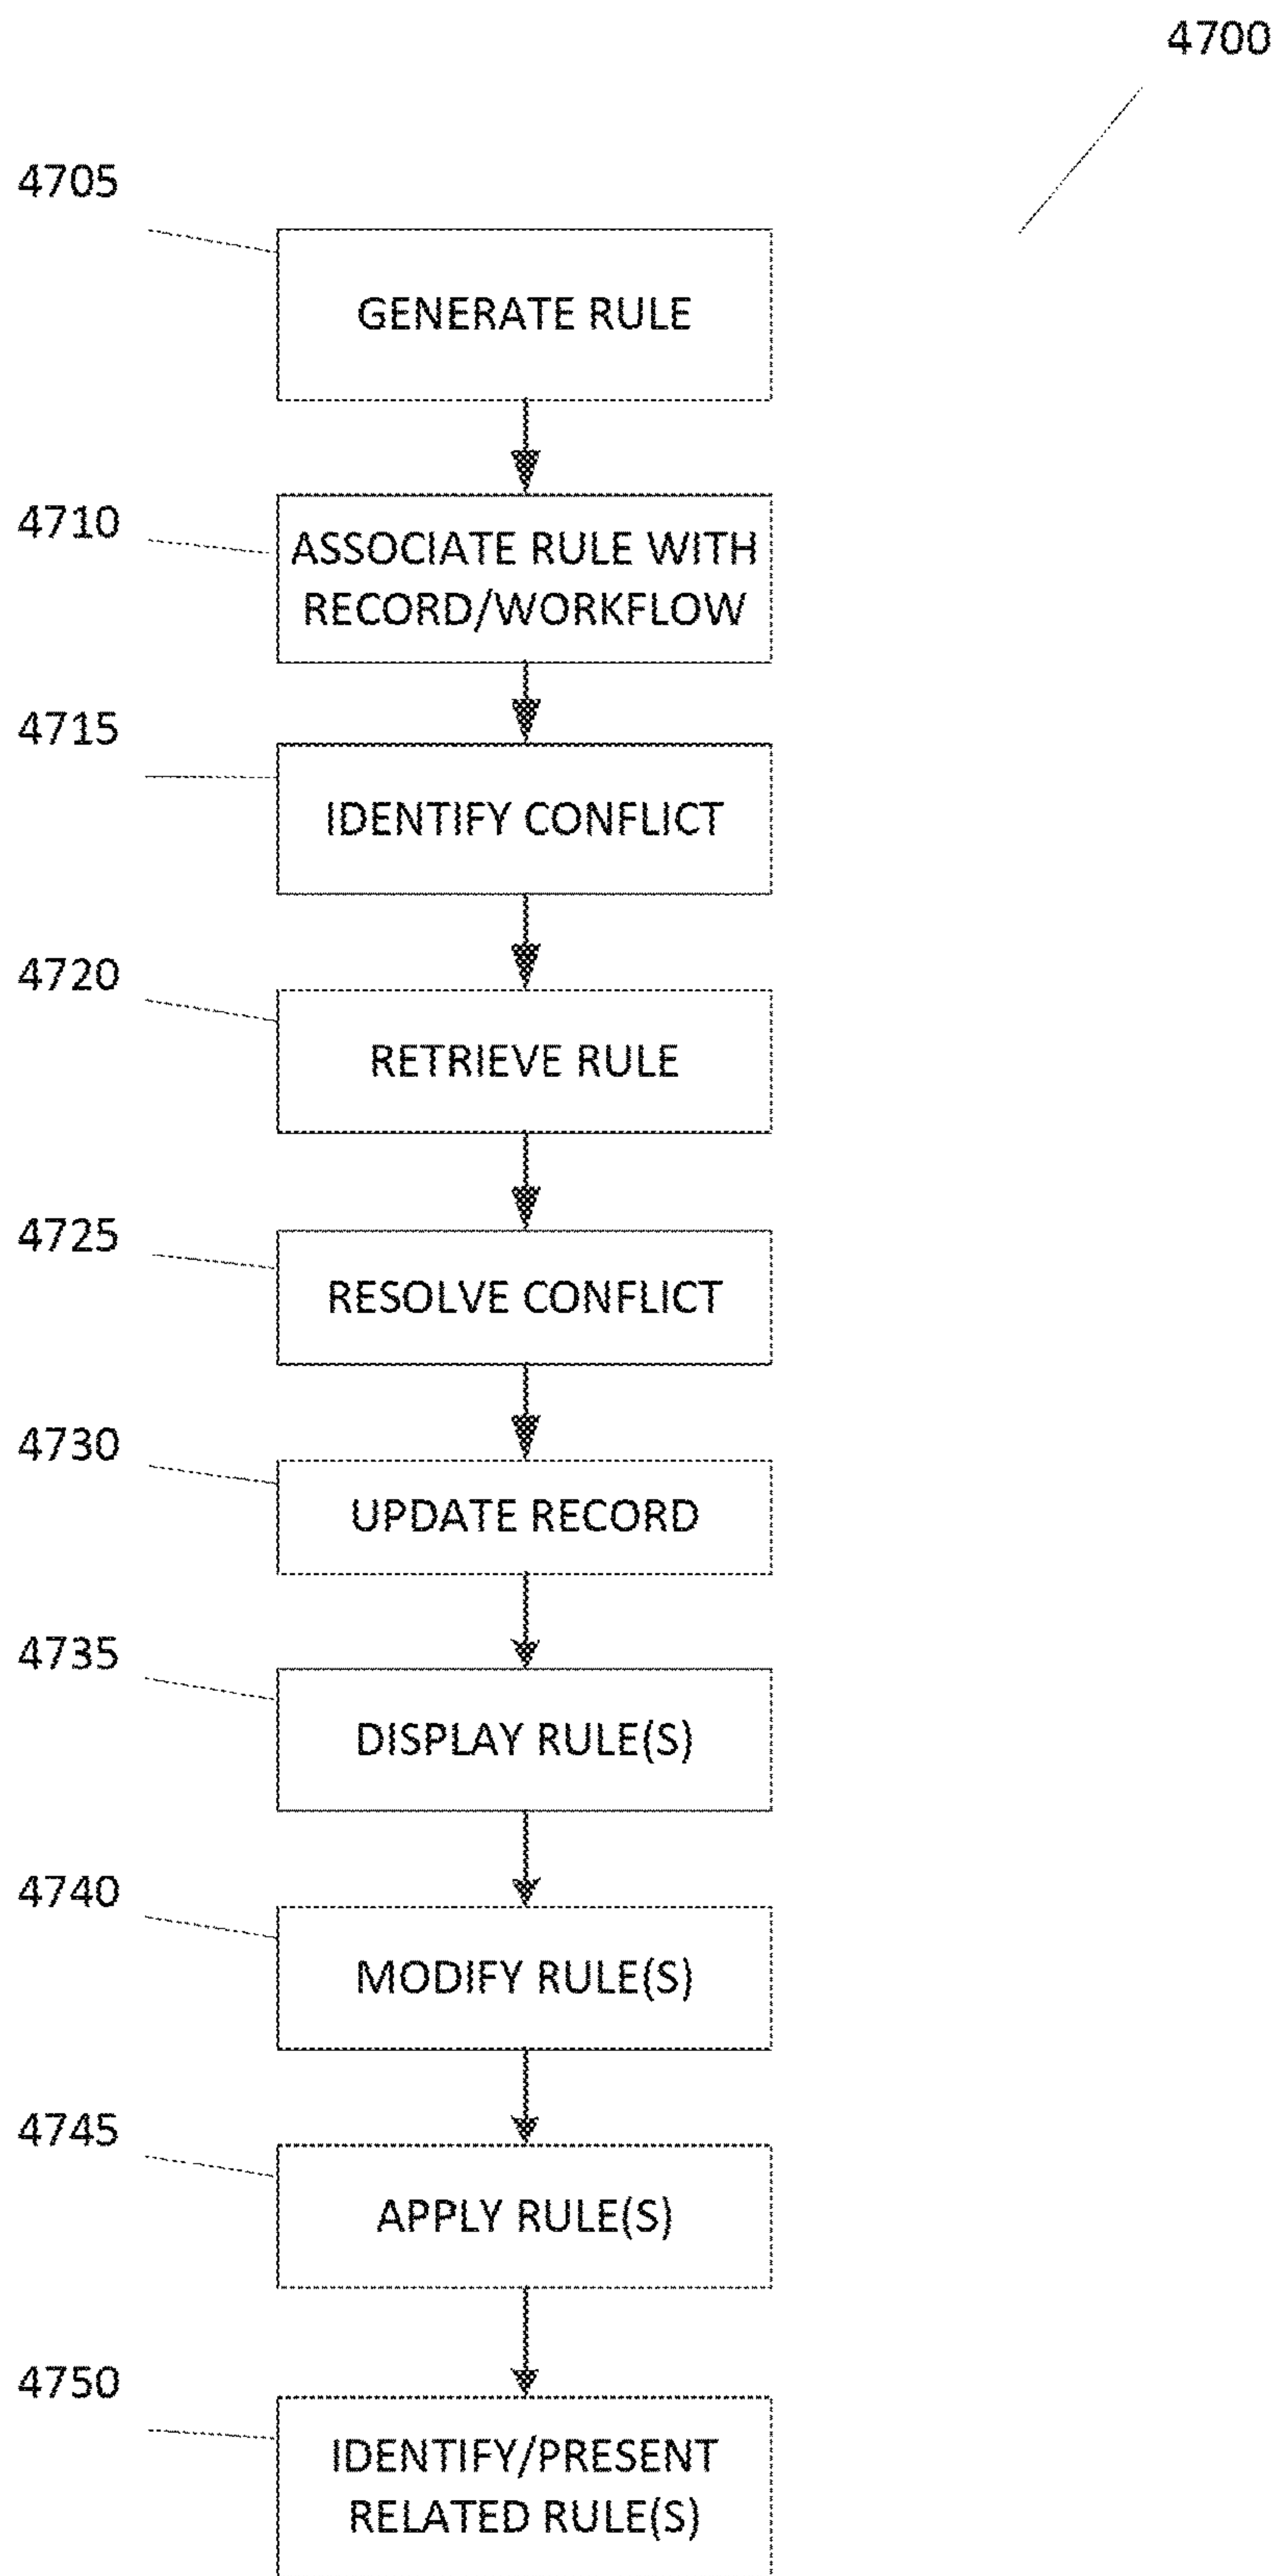 4700
4705
GENERATE RULE
4710
ASSOCIATE RULE WITH
RECORD/WORKFLOW
4715
IDENTIFY CONFLICT
4720
RETRIEVE RULE
4725
RESOLVE CONFLICT
4730
UPDATE RECORD
4735
DISPLAY RULE(S)
4740
MODIFY RULE(S)
4745
APPLY RULE(S)
4750
IDENTIFY/PRESENT
RELATED RULE(S)